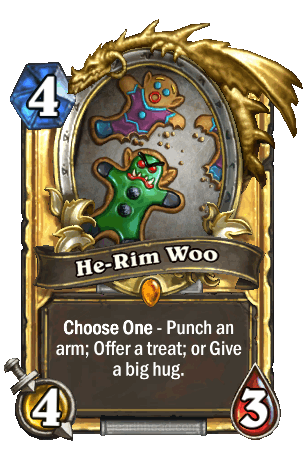 4
He-Rim Woo
Choose One - Punch an
arm; Offer a treat; or Give
a big hug.
4
3